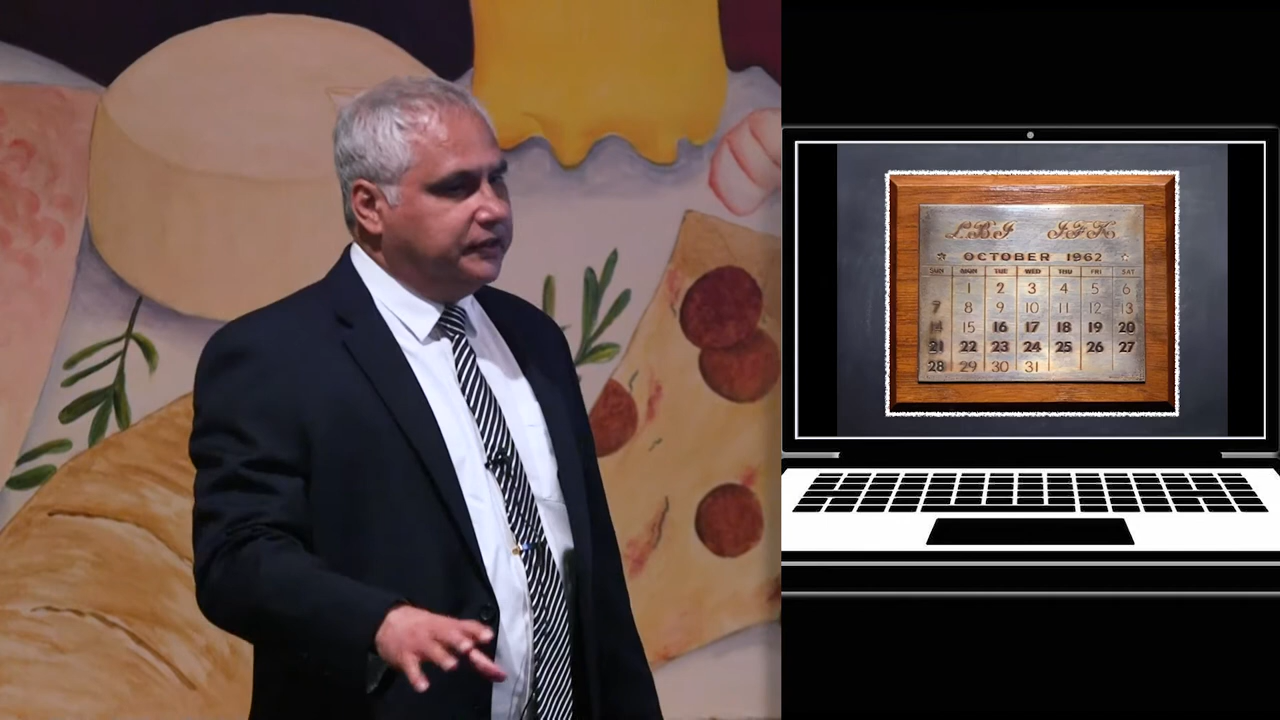 LBJ JFK
OCTOBER 1962
SUN MON TUE WED THU FRI SAT
1 2 3 4 5 6
7 8 9 10 11 12 13
14 15 16 17 18 19 20
21 22 23 24 25 26 27
28 29 30 31